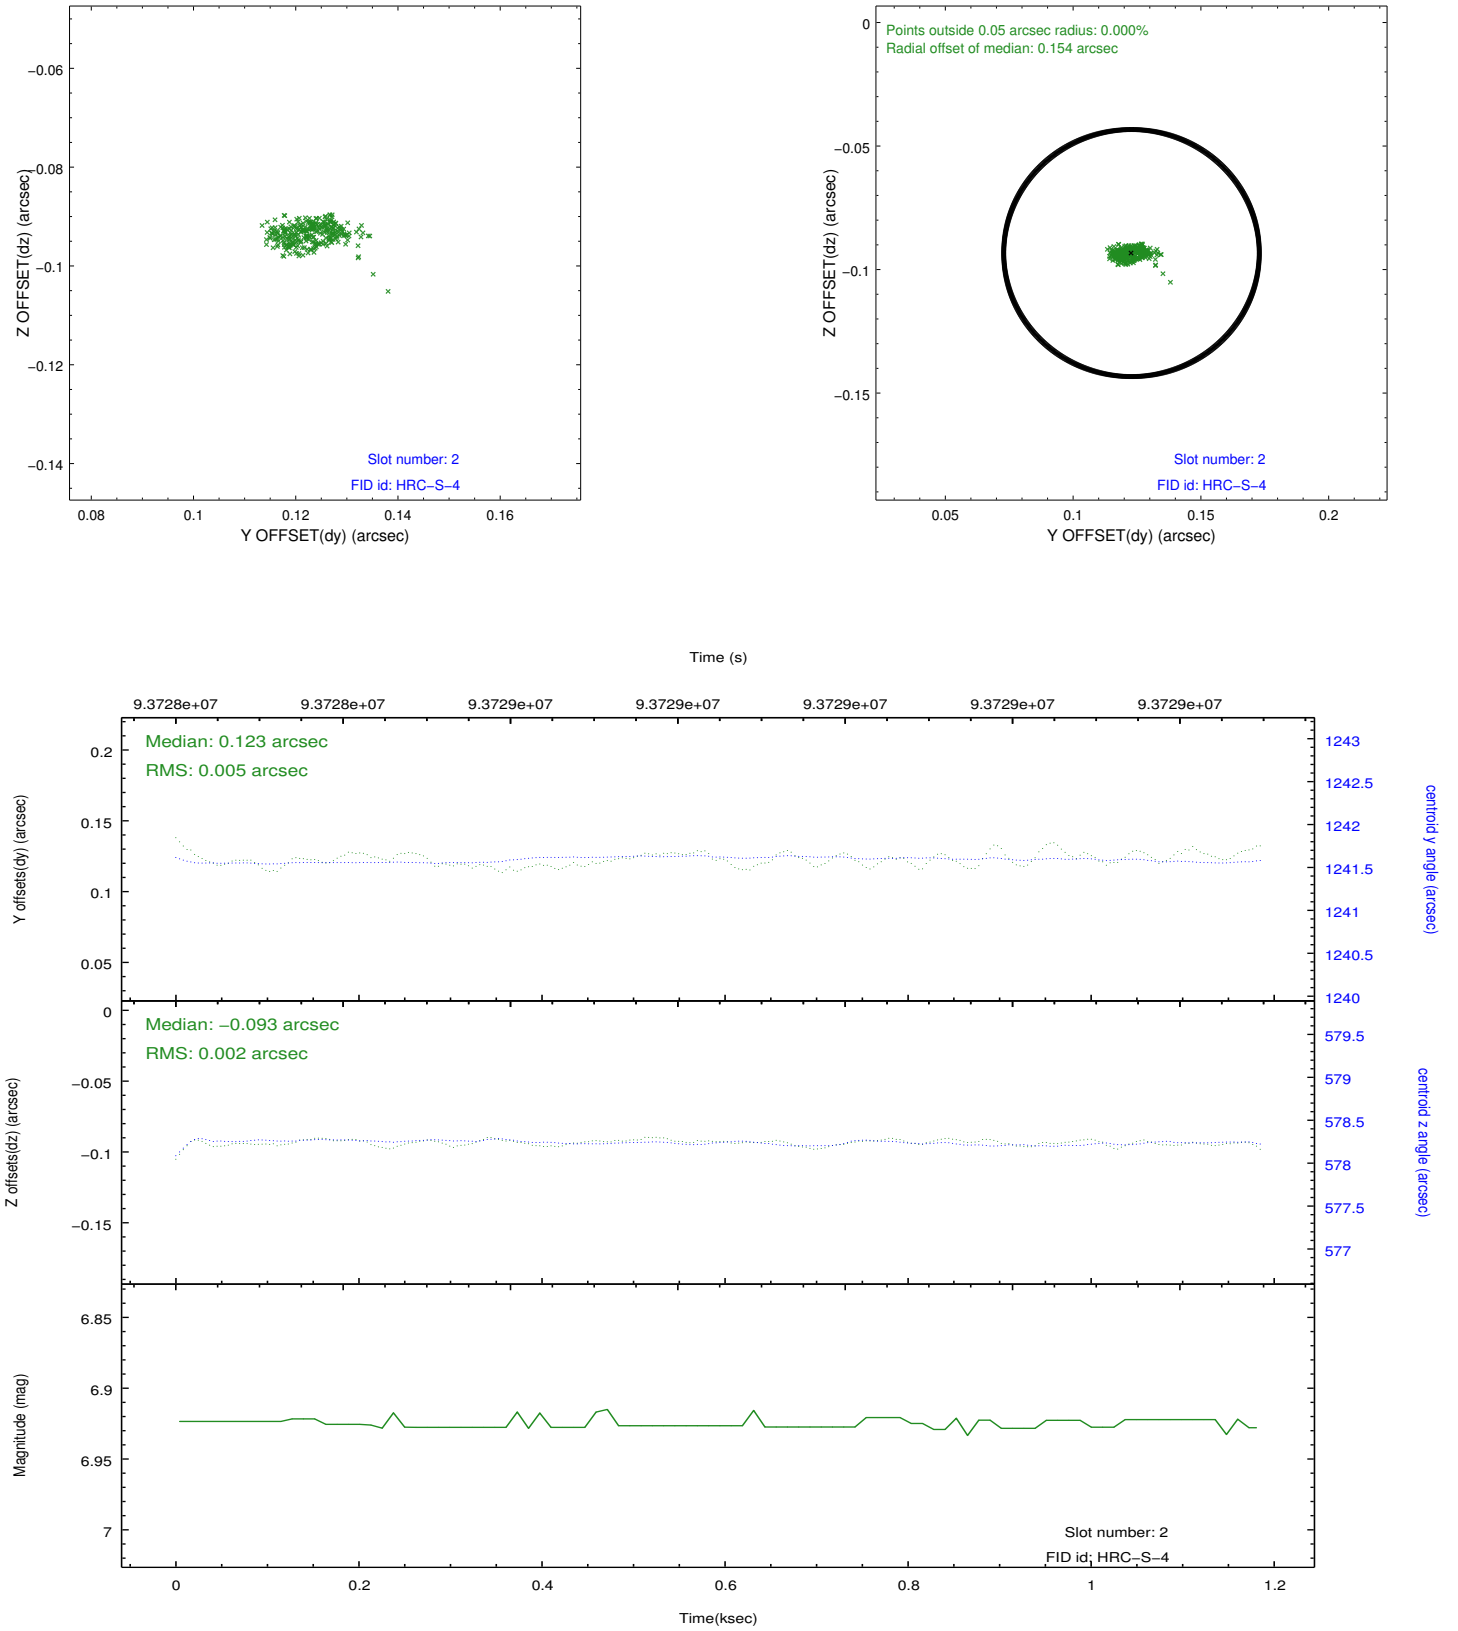 −0.06
−0.08
−0.1
−0.12
−0.14
Z OFFSET(dz) (arcsec)
Slot number: 2
FID id: HRC−S−4
0.08 0.1 0.12 0.14 0.16
Y OFFSET(dy) (arcsec)
Points outside 0.05 arcsec radius: 0.000%
Radial offset of median: 0.154 arcsec
0
−0.05
−0.1
−0.15
Z OFFSET(dz) (arcsec)
Slot number: 2
FID id: HRC−S−4
0.05 0.1 0.15 0.2
Y OFFSET(dy) (arcsec)
Time (s)
9.3728e+07 9.3728e+07 9.3729e+07 9.3729e+07 9.3729e+07 9.3729e+07 9.3729e+07
Median: 0.123 arcsec
RMS: 0.005 arcsec
0.2
0.15
0.1
0.05
Y offsets(dy) (arcsec)
1243
1242.5
1242
1241.5
1241
1240.5
1240
centroid y angle (arcsec)
Median: −0.093 arcsec
RMS: 0.002 arcsec
0
−0.05
−0.1
−0.15
Z offsets(dz) (arcsec)
579.5
579
578.5
578
577.5
577
centroid z angle (arcsec)
6.85
6.9
6.95
7
Magnitude (mag)
Slot number: 2
FID id: HRC−S−4
0 0.2 0.4 0.6 0.8 1 1.2
Time(ksec)